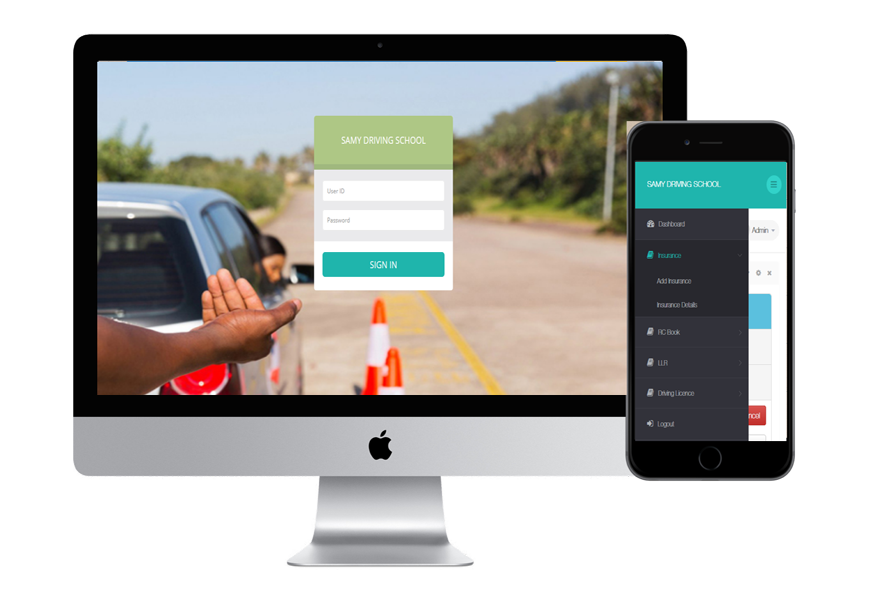 SAMY DRIVING SCHOOL
User ID
Password
SIGN IN
SAMY DRIVING SCHOOL
Dashboard
Admin
Insurance
x
Add Insurance
Insurance Details
RC Book
LLR
Driving Licence
ncel
Logout